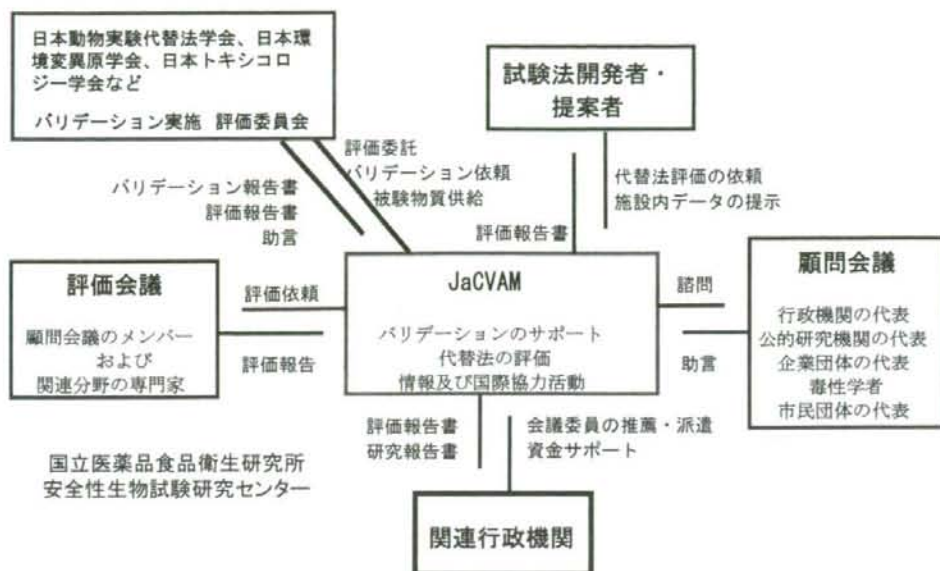 日本動物実験代替法学会、日本環
境変異原学会、日本トキシコロ
ジー学会など
バリデーション実施 評価委員会
試験法開発者・
提案者
評価委託
バリデーション依頼
被験物質供給
バリデーション報告書
評価報告書
助言
評価報告書
代替法評価の依頼
施設内データの提示
評価会議
顧問会議のメンバー
および
関連分野の専門家
評価依頼
評価報告
JaCVAM
バリデーションのサポート
代替法の評価
情報及び国際協力活動
諮問
助言
顧問会議
行政機関の代表
公的研究機関の代表
企業団体の代表
毒性学者
市民団体の代表
評価報告書
研究報告書
会議委員の推薦・派遣
資金サポート
国立医薬品食品衛生研究所
安全性生物試験研究センター
関連行政機関